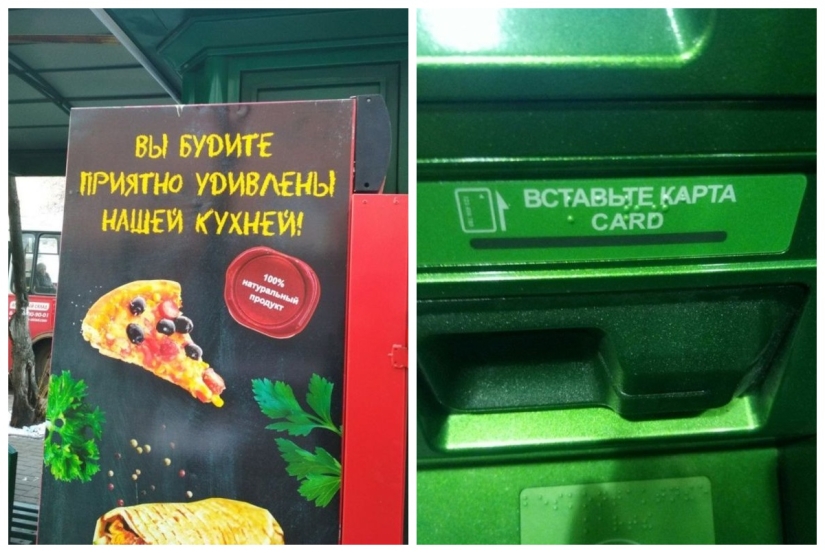 ВЫ БУДИТЕ
ПРИЯТНО УДИВЛЕНЫ
НАШЕЙ КУХНЕЙ!
100%
натуральный
продукт
ВСТАВЬТЕ КАРТА
CARD